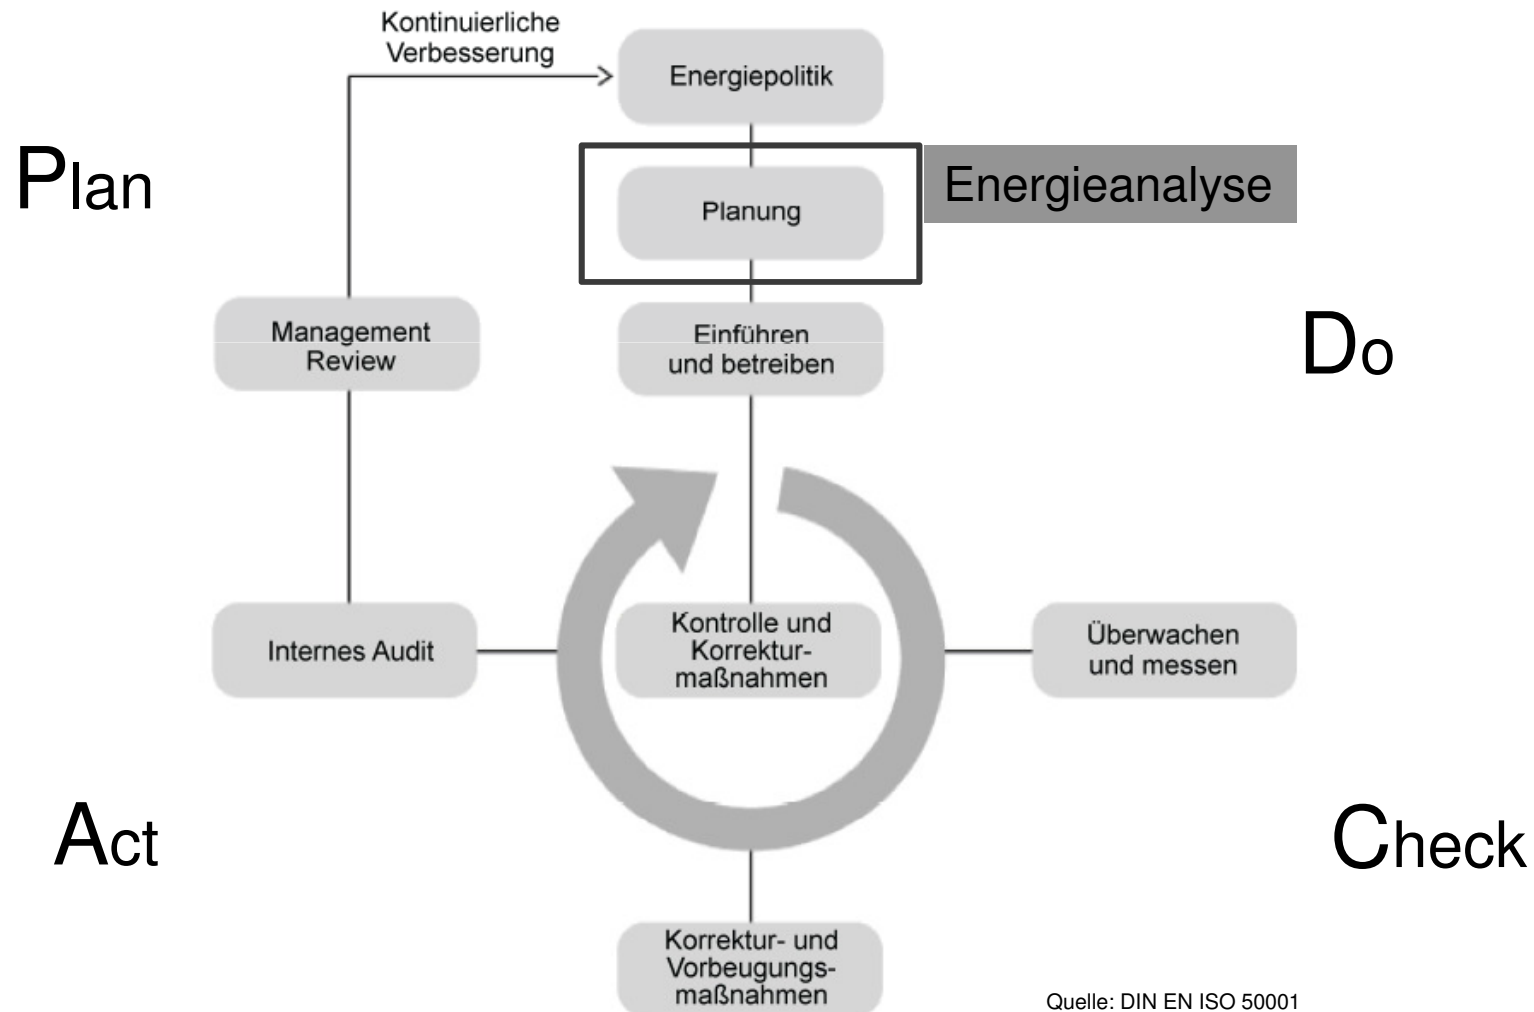 Kontinuierliche
Verbesserung
Energiepolitik
Plan
Planung
Energieanalyse
Management
Review
Einführen
und betreiben
Do
Internes Audit
Kontrolle und
Korrektur-
maßnahmen
Überwachen
und messen
Act
Check
Korrektur- und
Vorbeugungs-
maßnahmen
Quelle: DIN EN ISO 50001